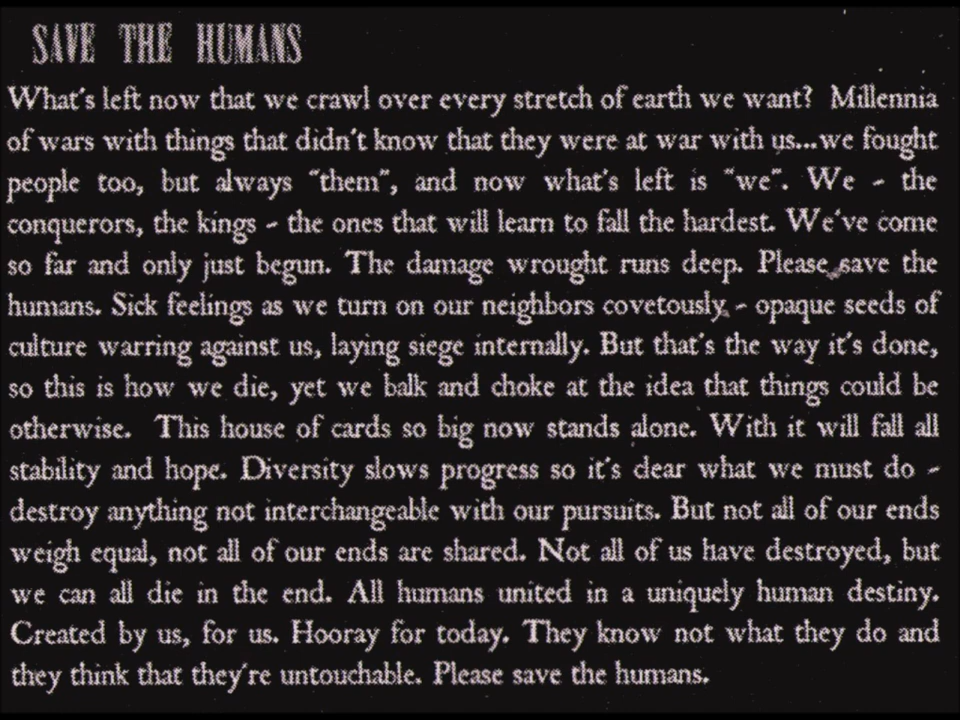 SAVE THE HUMANS
What's left now that we crawl over every stretch of earth we want? Millennia
of wars with things that didn't know that they were at war with us...we fought
people too, but always "them", and now what's left is "we". We - the
conquerors, the kings - the ones that will learn to fall the hardest. We've come
so far and only just begun. The damage wrought runs deep. Please save the
humans. Sick feelings as we turn on our neighbors covetously - opaque seeds of
culture warring against us, laying siege internally. But that's the way it's done,
so this is how we die, yet we balk and choke at the idea that things could be
otherwise. This house of cards so big now stands alone. With it will fall all
stability and hope. Diversity slows progress so it's clear what we must do -
destroy anything not interchangeable with our pursuits. But not all of our ends
weigh equal, not all of our ends are shared. Not all of us have destroyed, but
we can all die in the end. All humans united in a uniquely human destiny.
Created by us, for us. Hooray for today. They know not what they do and
they think that they're untouchable. Please save the humans.